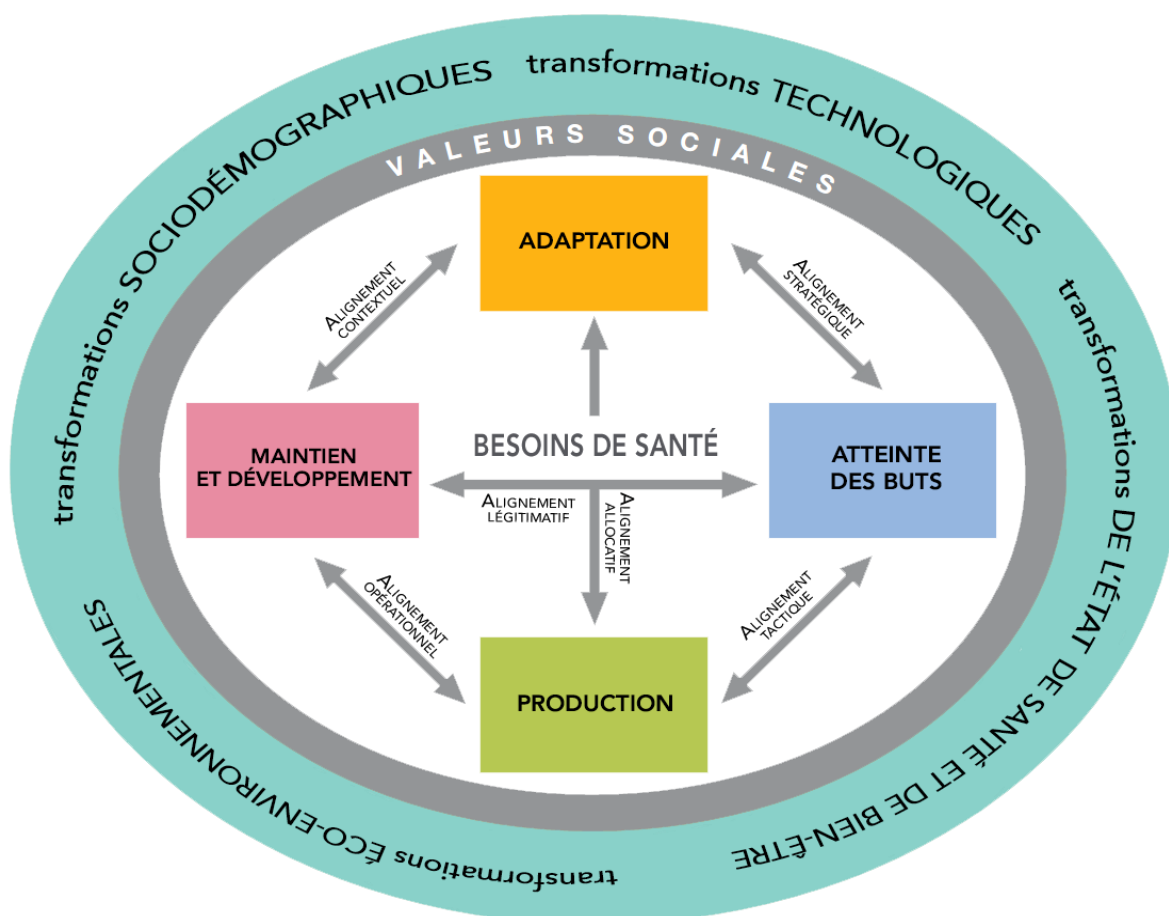 transformations SOCIODÉMOGRAPHIQUES
transformations TECHNOLOGIQUES
transformations DE L'ÉTAT DE SANTÉ ET DE BIEN-ÊTRE
transformations ÉCO-ENVIRONNEMENTALES
VALEURS SOCIALES
ADAPTATION
ALIGNEMENT
CONTEXTUEL
ALIGNEMENT
STRATÉGIQUE
MAINTIEN
ET DÉVELOPPEMENT
BESOINS DE SANTÉ
ATTEINTE
DES BUTS
ALIGNEMENT
LÉGITIMATIF
ALIGNEMENT
ALLOCATIF
ALIGNEMENT
OPÉRATIONNEL
ALIGNEMENT
TACTIQUE
PRODUCTION